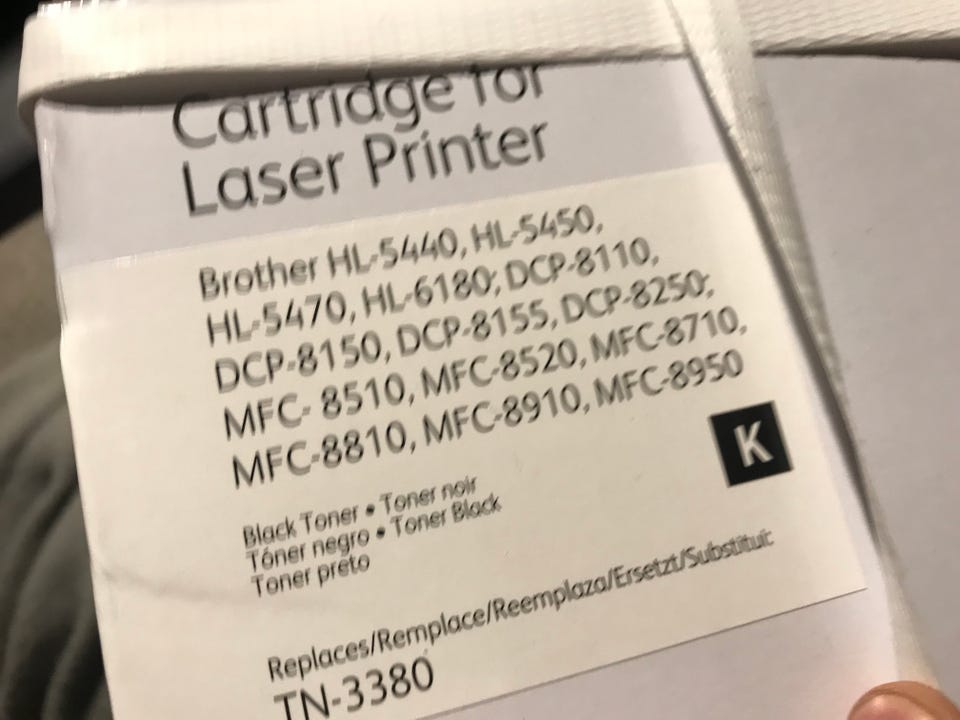 Cartridge for
Laser Printer
Brother HL-5440, HL-5450,
HL-5470, HL-6180; DCP-8110,
DCP-8150, DCP-8155, DCP-8250;
MFC- 8510, MFC-8520, MFC-8710,
MFC-8810, MFC-8910, MFC-8950
K
Black Toner • Toner noir
Tóner negro • Toner Black
Toner preto
Replaces/Remplace/Reemplaza/Ersetzt/Substitui:
TN-3380